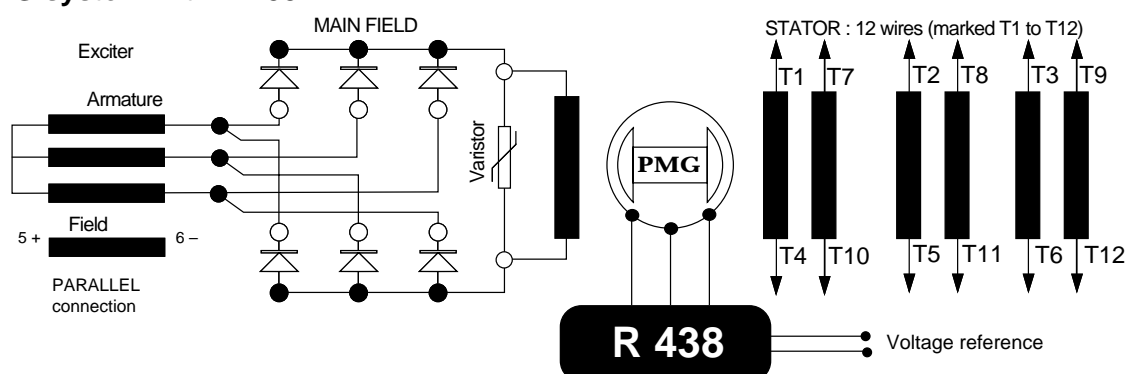 MAIN FIELD
STATOR : 12 wires (marked T1 to T12)
Exciter
T1 T7 T2 T8 T3 T9
Armature
Varistor
PMG
Field
5 + 6 –
T4 T10 T5 T11 T6 T12
PARALLEL
connection
R 438
Voltage reference